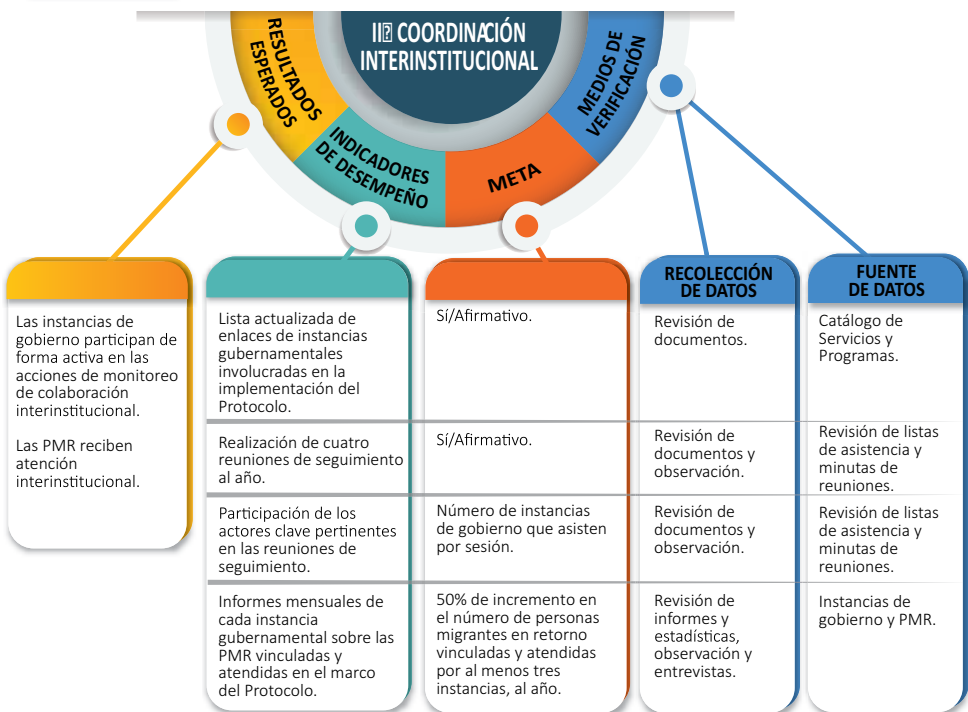 II. COORDINACIÓN
INTERINSTITUCIONAL
RESULTADOS
ESPERADOS
INDICADORES
DE DESEMPEÑO
META
MEDIOS DE
VERIFICACIÓN
Las instancias de
gobierno participan de
forma activa en las
acciones de monitoreo
de colaboración
interinstitucional.
Las PMR reciben
atención
interinstitucional.
RECOLECCIÓN
DE DATOS
FUENTE
DE DATOS
Lista actualizada de
enlaces de instancias
gubernamentales
involucradas en la
implementación del
Protocolo.
Sí/Afirmativo.
Revisión de
documentos.
Catálogo de
Servicios y
Programas.
Realización de cuatro
reuniones de seguimiento
al año.
Sí/Afirmativo.
Revisión de
documentos y
observación.
Revisión de listas
de asistencia y
minutas de
reuniones.
Participación de los
actores clave pertinentes
en las reuniones de
seguimiento.
Número de instancias
de gobierno que asisten
por sesión.
Revisión de
documentos y
observación.
Revisión de listas
de asistencia y
minutas de
reuniones.
Informes mensuales de
cada instancia
gubernamental sobre las
PMR vinculadas y
atendidas en el marco
del Protocolo.
50% de incremento en
el número de personas
migrantes en retorno
vinculadas y atendidas
por al menos tres
instancias, al año.
Revisión de
informes y
estadísticas,
observación y
entrevistas.
Instancias de
gobierno y PMR.